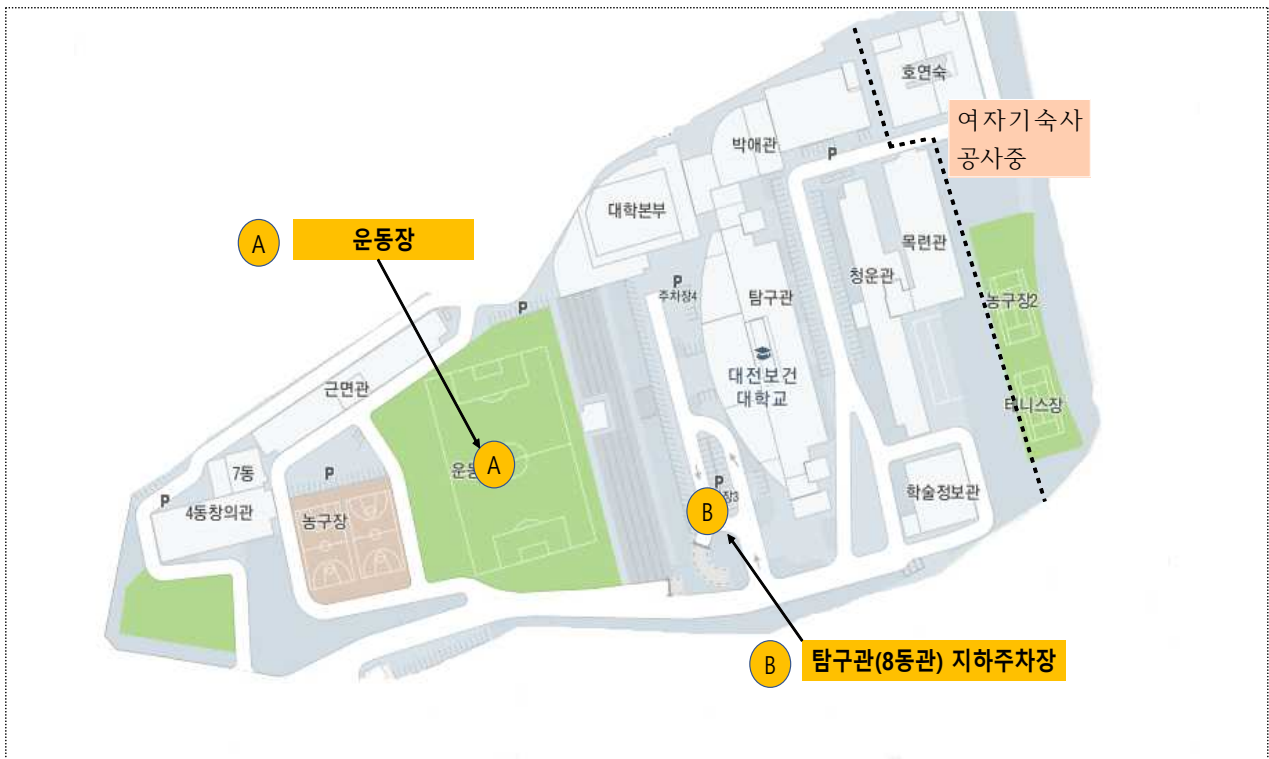 호연숙
여자기숙사
공사중
박애관
P
대학본부
A
운동장
목련관
청운관
P
주차장4
탐구관
농구장2
P
대전보건
대학교
근면관
테니스장
운동
A
7동
P
P
P
장3
학술정보관
4동창의관
농구장
B
B
탐구관(8동관) 지하주차장